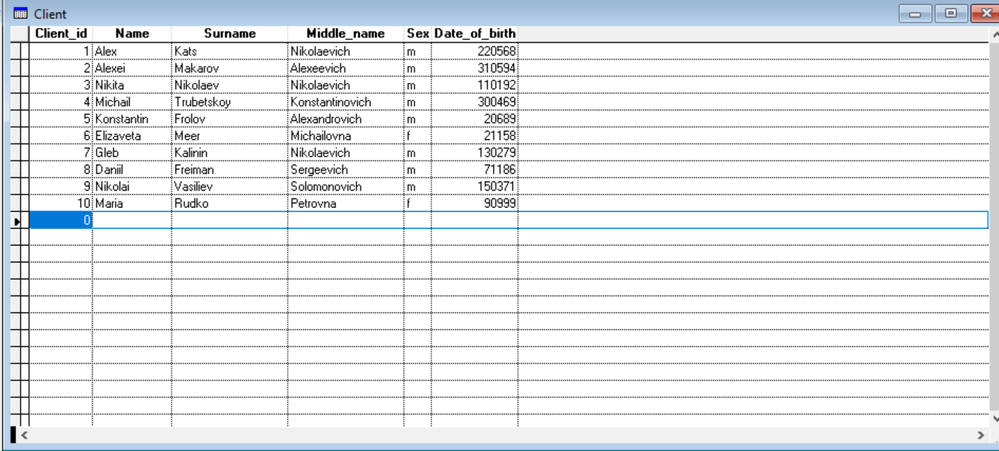 Client
Client_id Name Surname Middle_name Sex Date_of_birth
1 Alex Kats Nikolaevich m 220568
2 Alexei Makarov Alexeevich m 310594
3 Nikita Nikolaev Nikolaevich m 110192
4 Michail Trubetskoy Konstantinovich m 300469
5 Konstantin Frolov Alexandrovich m 20689
6 Elizaveta Meer Michailovna f 21158
7 Gleb Kalinin Nikolaevich m 130279
8 Daniil Freiman Sergeevich m 71186
9 Nikolai Vasiliev Solomonovich m 150371
10 Maria Rudko Petrovna f 90999
0